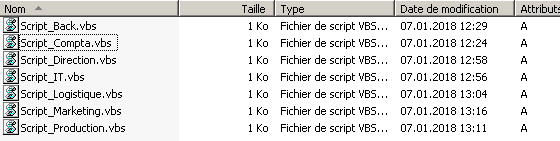 Nom Taille Type Date de modification Attributs
Script_Back.vbs 1 Ko Fichier de script VBS... 07.01.2018 12:29 A
Script_Compta.vbs 1 Ko Fichier de script VBS... 07.01.2018 12:24 A
Script_Direction.vbs 1 Ko Fichier de script VBS... 07.01.2018 12:58 A
Script_IT.vbs 1 Ko Fichier de script VBS... 07.01.2018 12:56 A
Script_Logistique.vbs 1 Ko Fichier de script VBS... 07.01.2018 13:04 A
Script_Marketing.vbs 1 Ko Fichier de script VBS... 07.01.2018 13:16 A
Script_Production.vbs 1 Ko Fichier de script VBS... 07.01.2018 13:11 A